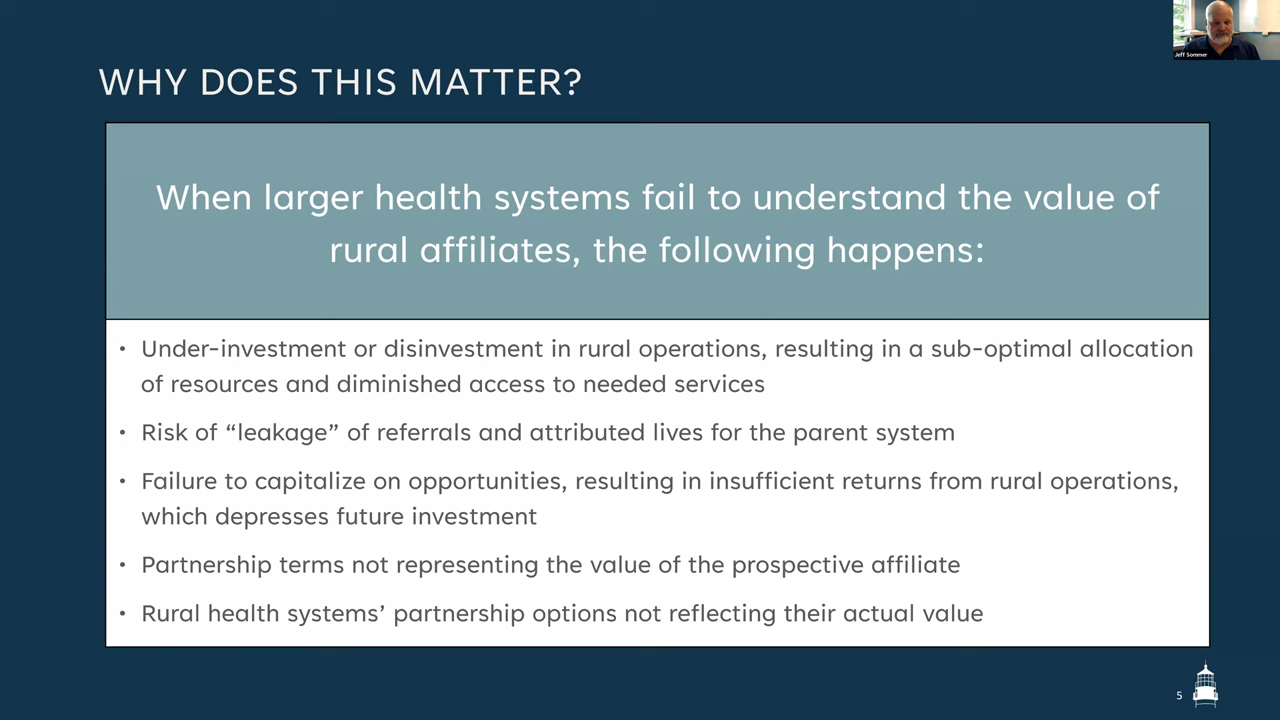 Jeff Sommer
WHY DOES THIS MATTER?
When larger health systems fail to understand the value of
rural affiliates, the following happens:
• Under-investment or disinvestment in rural operations, resulting in a sub-optimal allocation
of resources and diminished access to needed services
• Risk of “leakage” of referrals and attributed lives for the parent system
• Failure to capitalize on opportunities, resulting in insufficient returns from rural operations,
which depresses future investment
• Partnership terms not representing the value of the prospective affiliate
• Rural health systems’ partnership options not reflecting their actual value
5